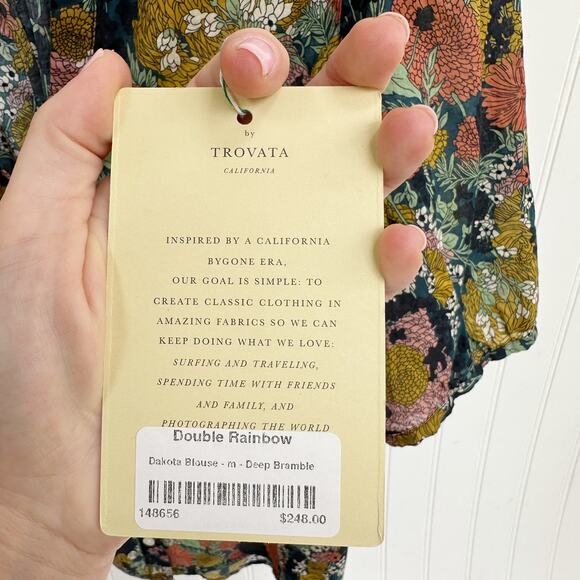 by
TROVATA
CALIFORNIA
INSPIRED BY A CALIFORNIA
BYGONE ERA,
OUR GOAL IS SIMPLE: TO
CREATE CLASSIC CLOTHING IN
AMAZING FABRICS SO WE CAN
KEEP DOING WHAT WE LOVE:
SURFING AND TRAVELING,
SPENDING TIME WITH FRIENDS
AND FAMILY, AND
PHOTOGRAPHING THE WORLD
Double Rainbow
Dakota Blouse - m - Deep Bramble
148656 $248.00